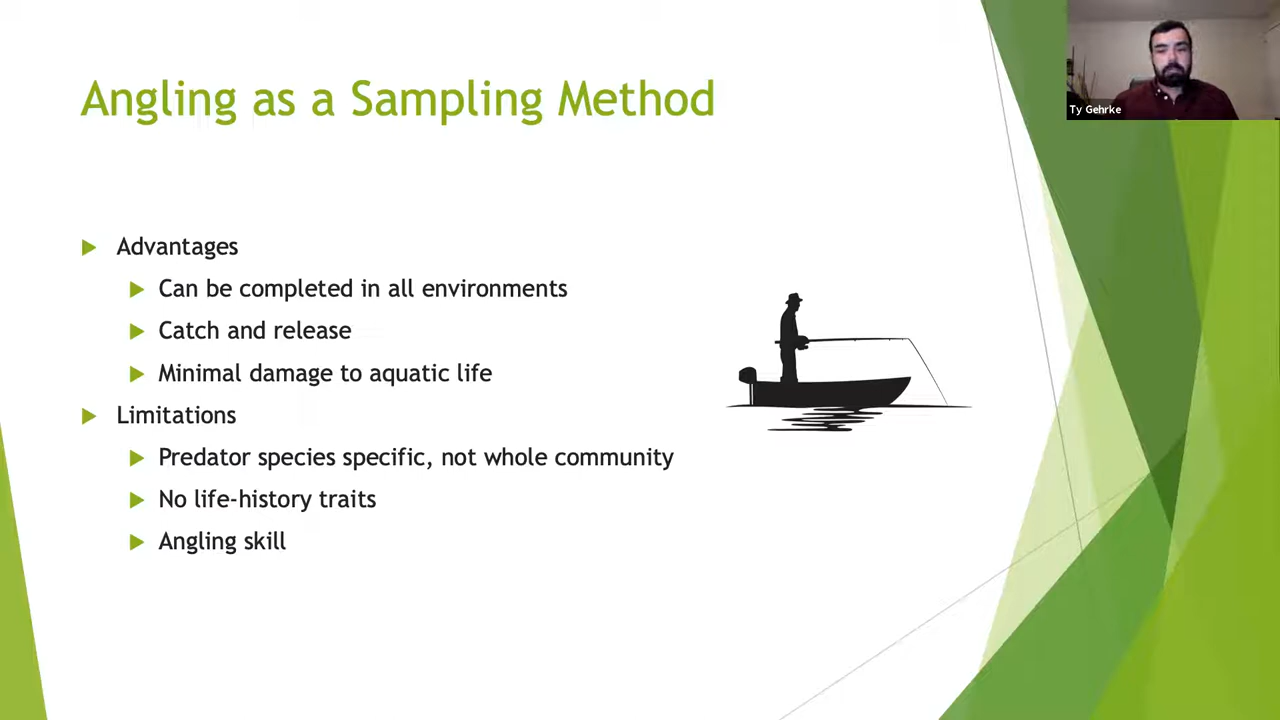 Angling as a Sampling Method
Ty Gehrke
Advantages
Can be completed in all environments
Catch and release
Minimal damage to aquatic life
Limitations
Predator species specific, not whole community
No life-history traits
Angling skill